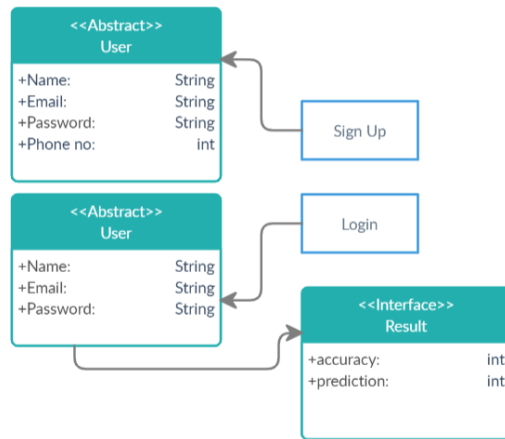 <<Abstract>>
User
+Name: String
+Email: String
+Password: String
+Phone no: int
Sign Up
<<Abstract>>
User
+Name: String
+Email: String
+Password: String
Login
<<Interface>>
Result
+accuracy: int
+prediction: int